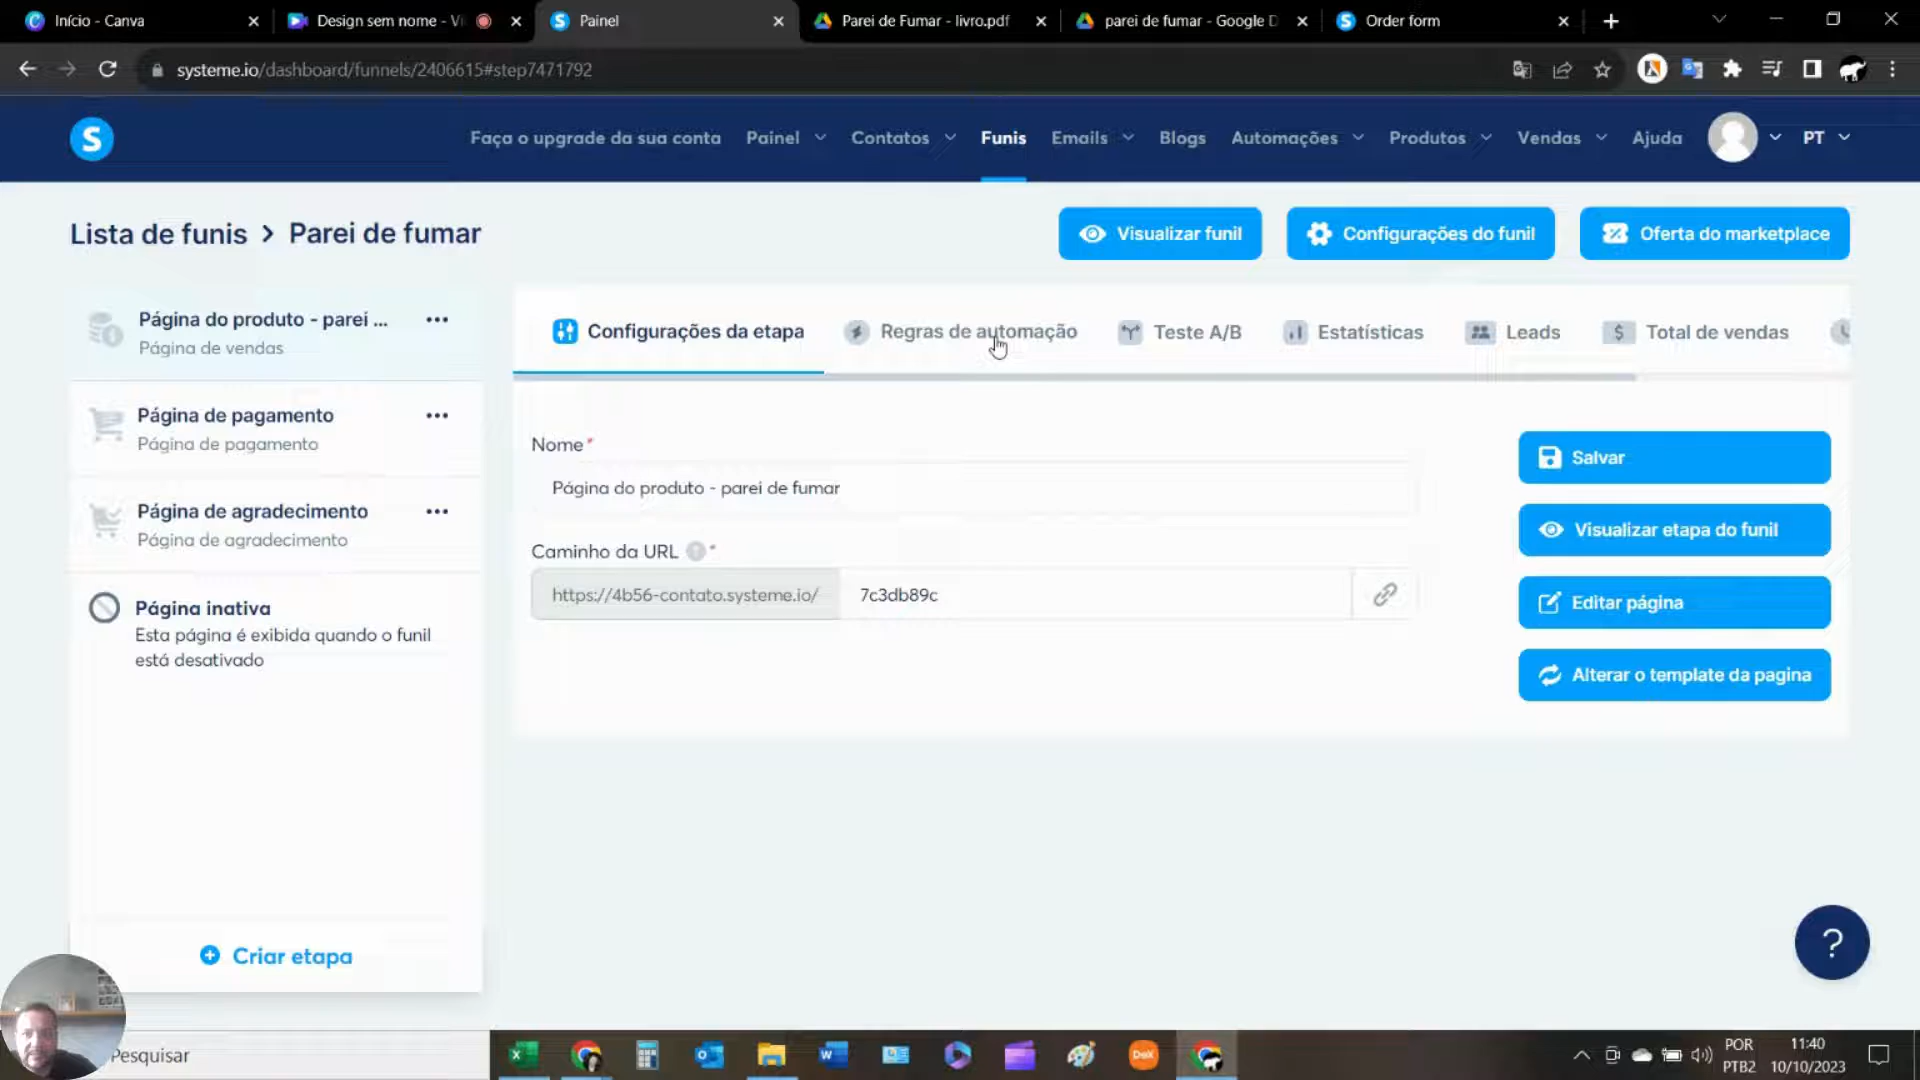 Início - Canva
Design sem nome - Ví
Painel
Parei de Fumar - livro.pdf
parei de fumar - Google D
Order form
systeme.io/dashboard/funnels/2406615#step7471792
S
Faça o upgrade da sua conta
Painel
Contatos
Funis
Emails
Blogs
Automações
Produtos
Vendas
Ajuda
PT
Lista de funis > Parei de fumar
Visualizar funil
Configurações do funil
Oferta do marketplace
Página do produto - parei ...
Página de vendas
Página de pagamento
Página de pagamento
Página de agradecimento
Página de agradecimento
Página inativa
Esta página é exibida quando o funil
está desativado
Criar etapa
Configurações da etapa
Regras de automação
Teste A/B
Estatísticas
Leads
Total de vendas
Nome*
Página do produto - parei de fumar
Caminho da URL *
https://4b56-contato.systeme.io/
7c3db89c
Salvar
Visualizar etapa do funil
Editar página
Alterar o template da pagina
?
Pesquisar
POR
PTB2
11:40
10/10/2023